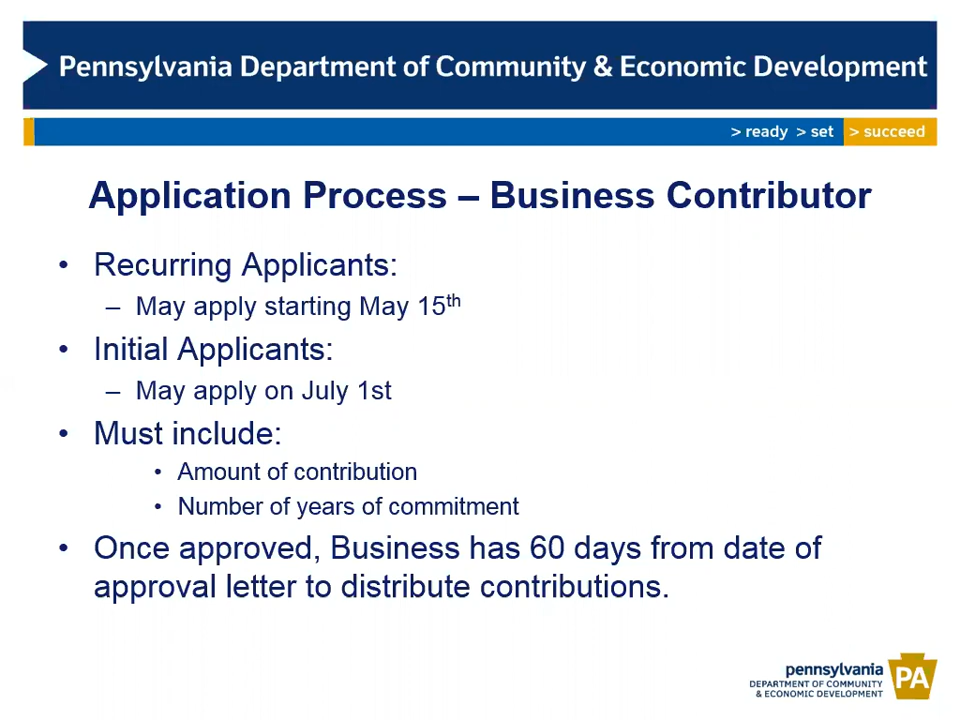 Pennsylvania Department of Community & Economic Development
> ready > set > succeed
Application Process – Business Contributor
• Recurring Applicants:
– May apply starting May 15th
• Initial Applicants:
– May apply on July 1st
• Must include:
• Amount of contribution
• Number of years of commitment
• Once approved, Business has 60 days from date of
approval letter to distribute contributions.
pennsylvania
DEPARTMENT OF COMMUNITY
& ECONOMIC DEVELOPMENT
PA